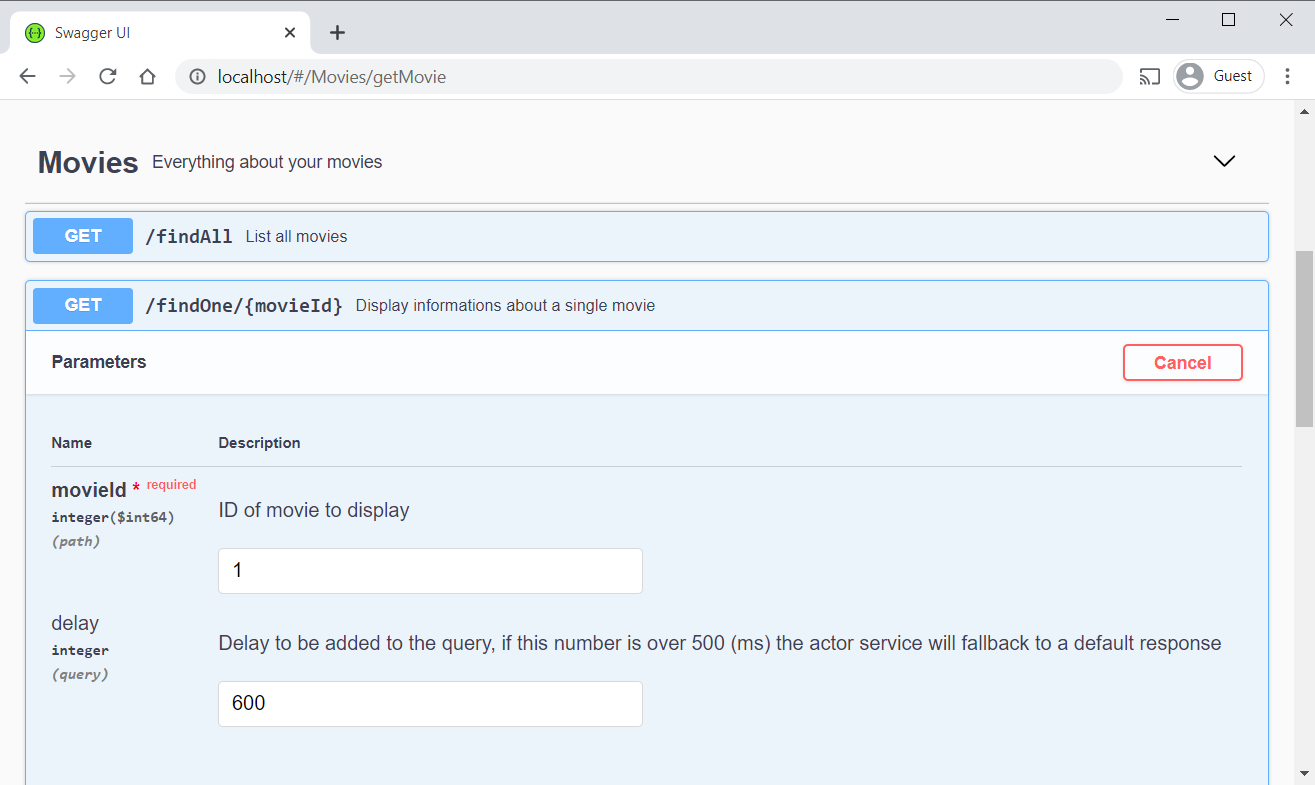 Swagger UI
localhost/#/Movies/getMovie
Guest
Movies Everything about your movies
GET /findAll List all movies
GET /findOne/{movieId} Display informations about a single movie
Parameters Cancel
Name Description
movieId * required
integer($int64)
(path)
ID of movie to display
1
delay
integer
(query)
Delay to be added to the query, if this number is over 500 (ms) the actor service will fallback to a default response
600